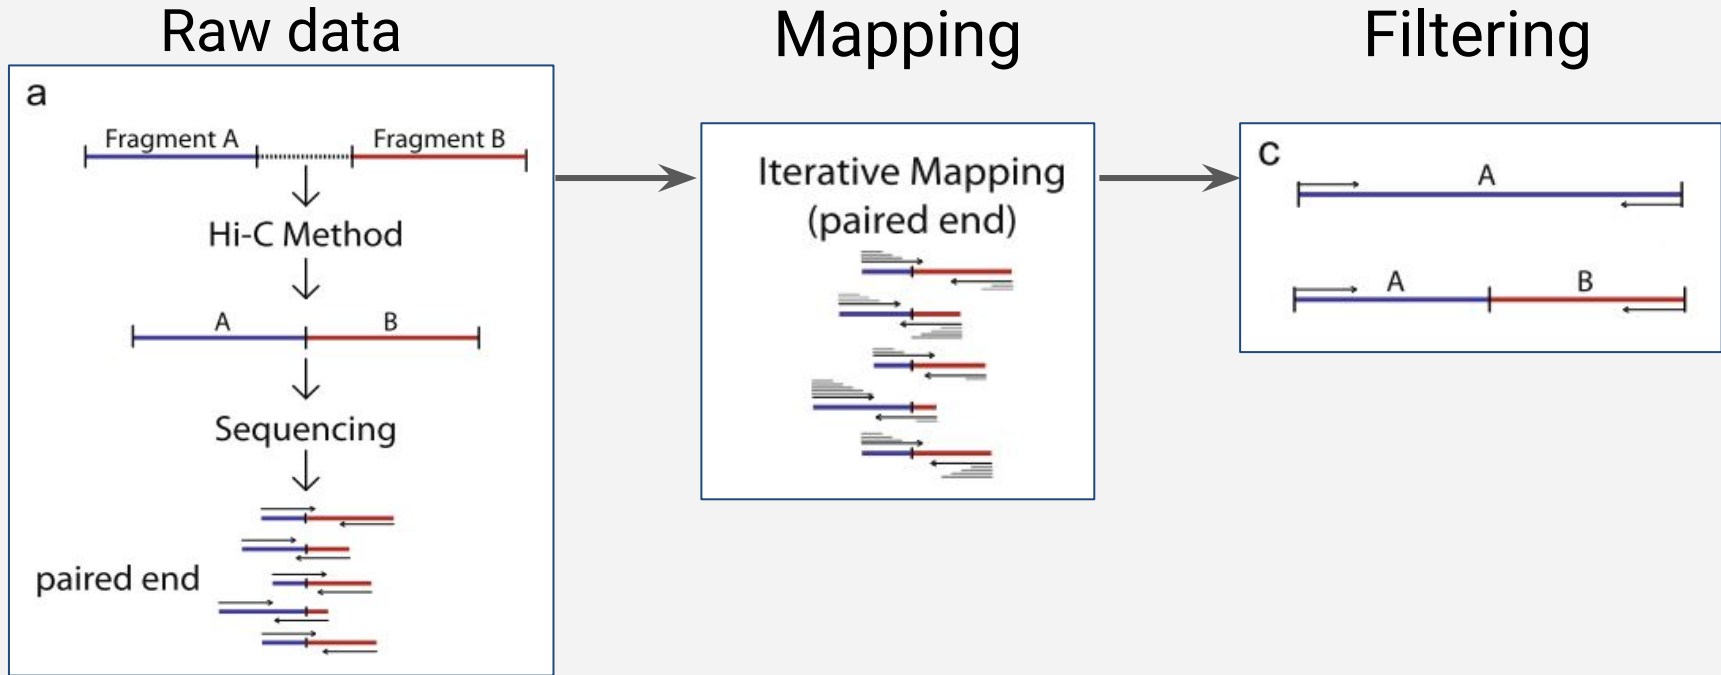 Raw data
Mapping
Filtering
a
Fragment A
Fragment B
Hi-C Method
A
B
Sequencing
paired end
Iterative Mapping
(paired end)
c
A
A
B